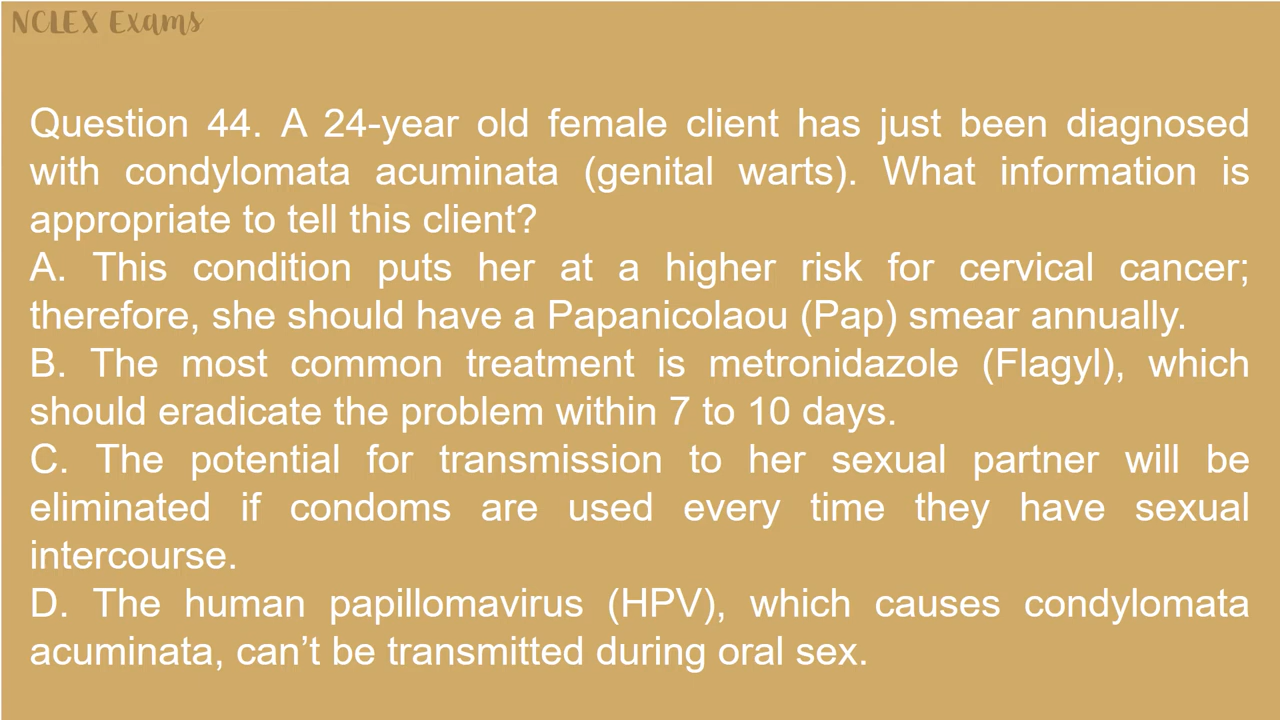 NCLEX Exams
Question 44. A 24-year old female client has just been diagnosed
with condylomata acuminata (genital warts). What information is
appropriate to tell this client?
A. This condition puts her at a higher risk for cervical cancer;
therefore, she should have a Papanicolaou (Pap) smear annually.
B. The most common treatment is metronidazole (Flagyl), which
should eradicate the problem within 7 to 10 days.
C. The potential for transmission to her sexual partner will be
eliminated if condoms are used every time they have sexual
intercourse.
D. The human papillomavirus (HPV), which causes condylomata
acuminata, can’t be transmitted during oral sex.